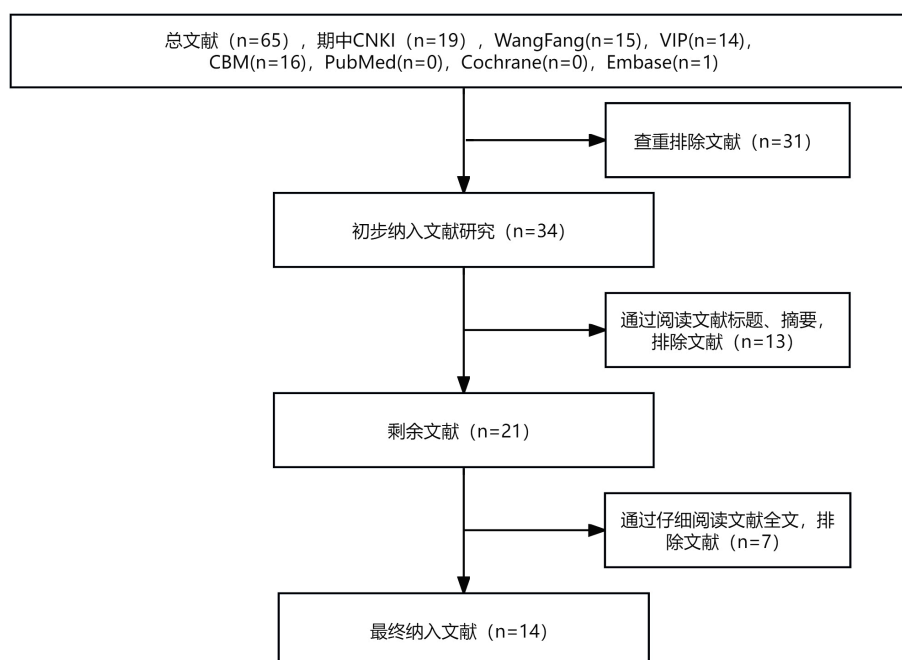 总文献（n=65），期中CNKI（n=19），WangFang(n=15)，VIP(n=14)，
CBM(n=16)，PubMed(n=0)，Cochrane(n=0)，Embase(n=1)
查重排除文献（n=31）
初步纳入文献研究（n=34）
通过阅读文献标题、摘要，
排除文献（n=13）
剩余文献（n=21）
通过仔细阅读文献全文，排
除文献（n=7）
最终纳入文献（n=14）